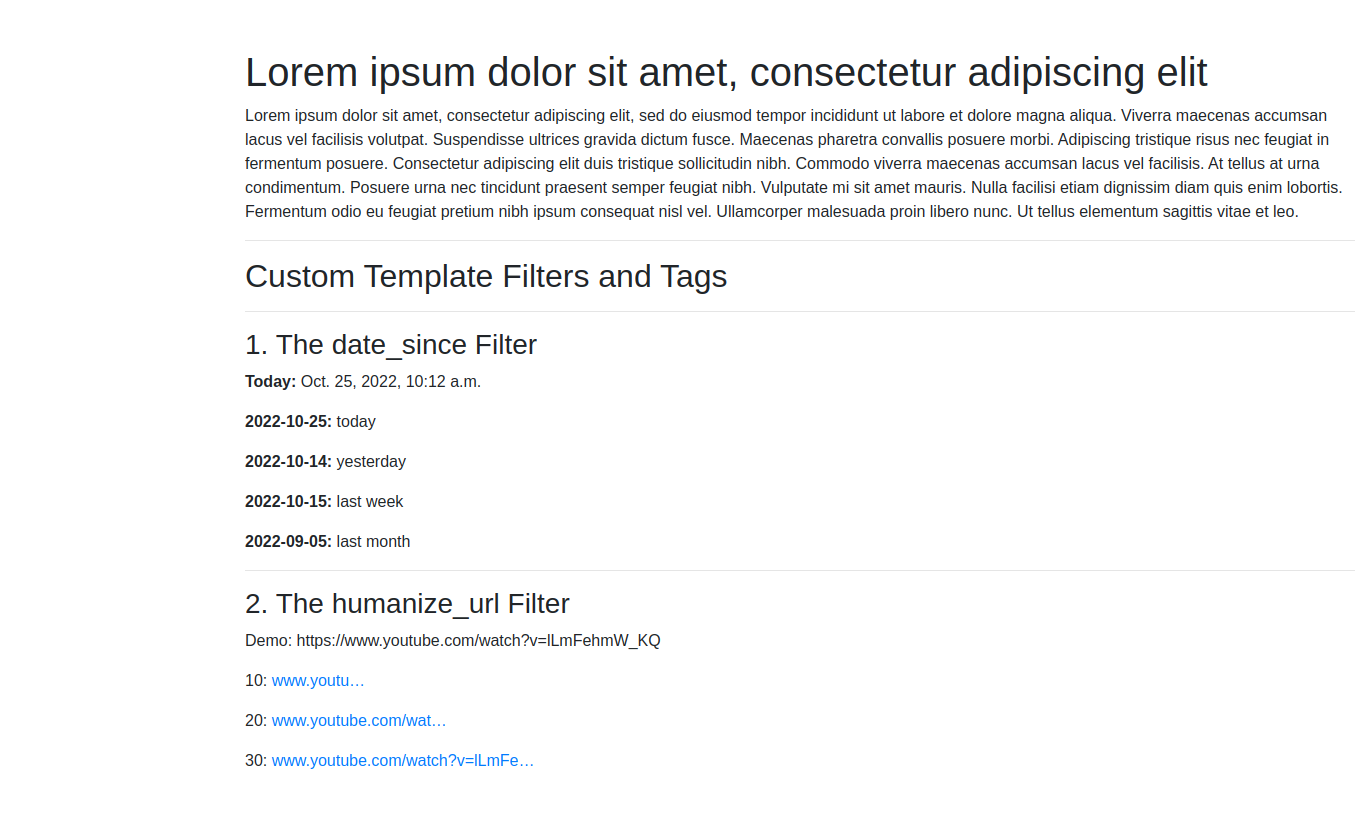 Lorem ipsum dolor sit amet, consectetur adipiscing elit
Lorem ipsum dolor sit amet, consectetur adipiscing elit, sed do eiusmod tempor incididunt ut labore et dolore magna aliqua. Viverra maecenas accumsan
lacus vel facilisis volutpat. Suspendisse ultrices gravida dictum fusce. Maecenas pharetra convallis posuere morbi. Adipiscing tristique risus nec feugiat in
fermentum posuere. Consectetur adipiscing elit duis tristique sollicitudin nibh. Commodo viverra maecenas accumsan lacus vel facilisis. At tellus at urna
condimentum. Posuere urna nec tincidunt praesent semper feugiat nibh. Vulputate mi sit amet mauris. Nulla facilisi etiam dignissim diam quis enim lobortis.
Fermentum odio eu feugiat pretium nibh ipsum consequat nisl vel. Ullamcorper malesuada proin libero nunc. Ut tellus elementum sagittis vitae et leo.
Custom Template Filters and Tags
1. The date_since Filter
Today: Oct. 25, 2022, 10:12 a.m.
2022-10-25: today
2022-10-14: yesterday
2022-10-15: last week
2022-09-05: last month
2. The humanize_url Filter
Demo: https://www.youtube.com/watch?v=lLmFehmW_KQ
10: www.youtu…
20: www.youtube.com/wat…
30: www.youtube.com/watch?v=lLmFe…